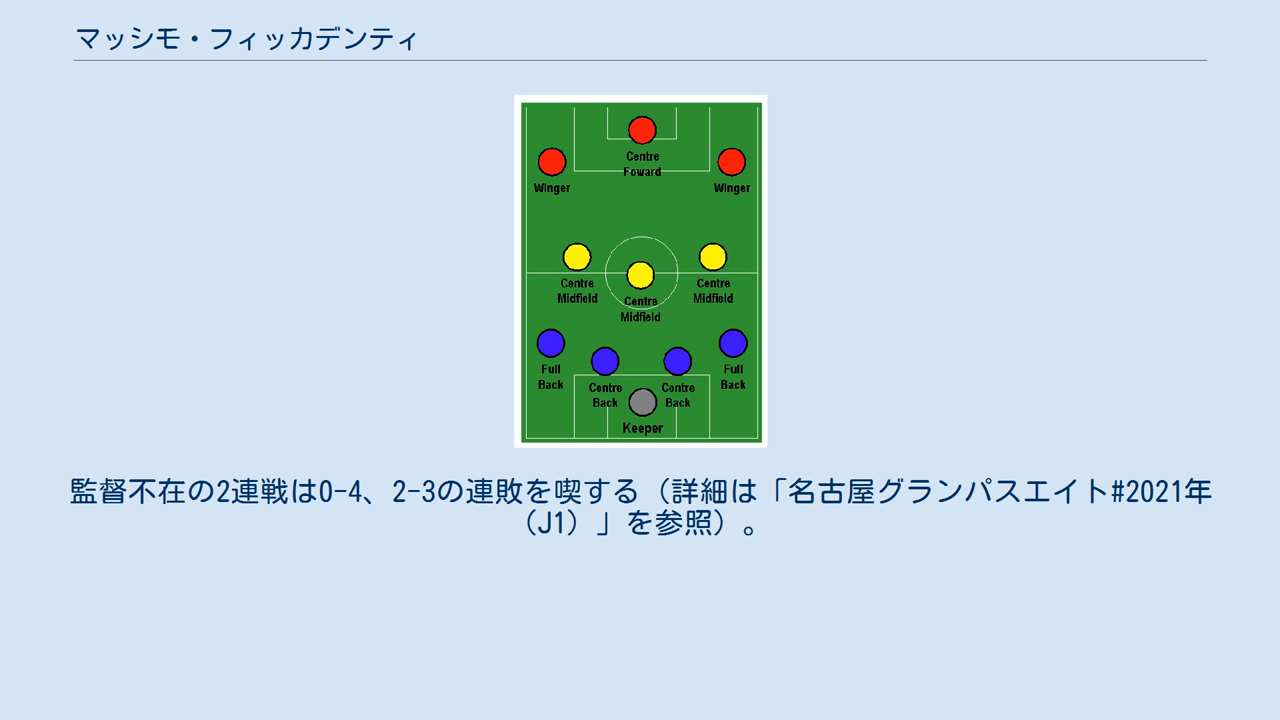 マッシモ・フィッカデンティ
Centre
Foward
Winger
Winger
Centre
Midfield
Centre
Midfield
Centre
Midfield
Full
Back
Centre
Back
Centre
Back
Full
Back
Keeper
監督不在の2連戦は0-4、2-3の連敗を喫する（詳細は「名古屋グランパスエイト#2021年
（J1）」を参照）。